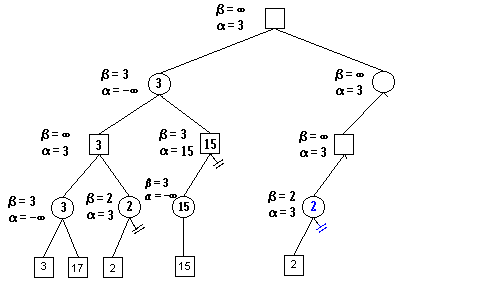 β = ∞
α = 3
β = 3
α = −∞
3
β = ∞
α = 3
β = ∞
α = 3
3
β = 3
α = 15
15
β = ∞
α = 3
β = 3
α = −∞
3
β = 2
α = 3
2
β = 3
α = −∞
15
β = 2
α = 3
2
3
17
2
15
2